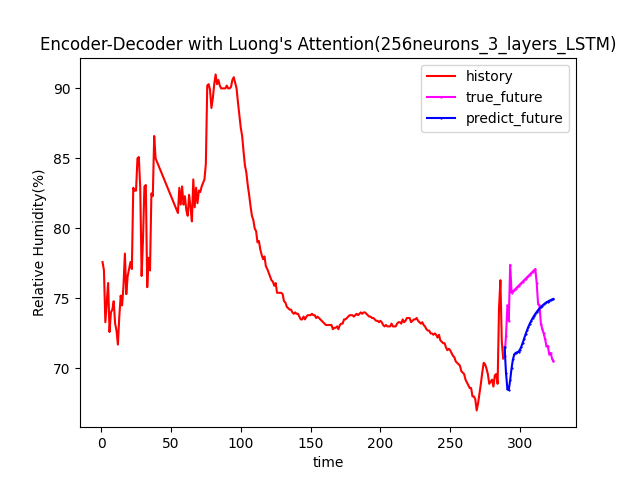 Encoder-Decoder with Luong's Attention(256neurons_3_layers_LSTM)
history
true_future
predict_future
Relative Humidity(%)
90
85
80
75
70
0 50 100 150 200 250 300
time